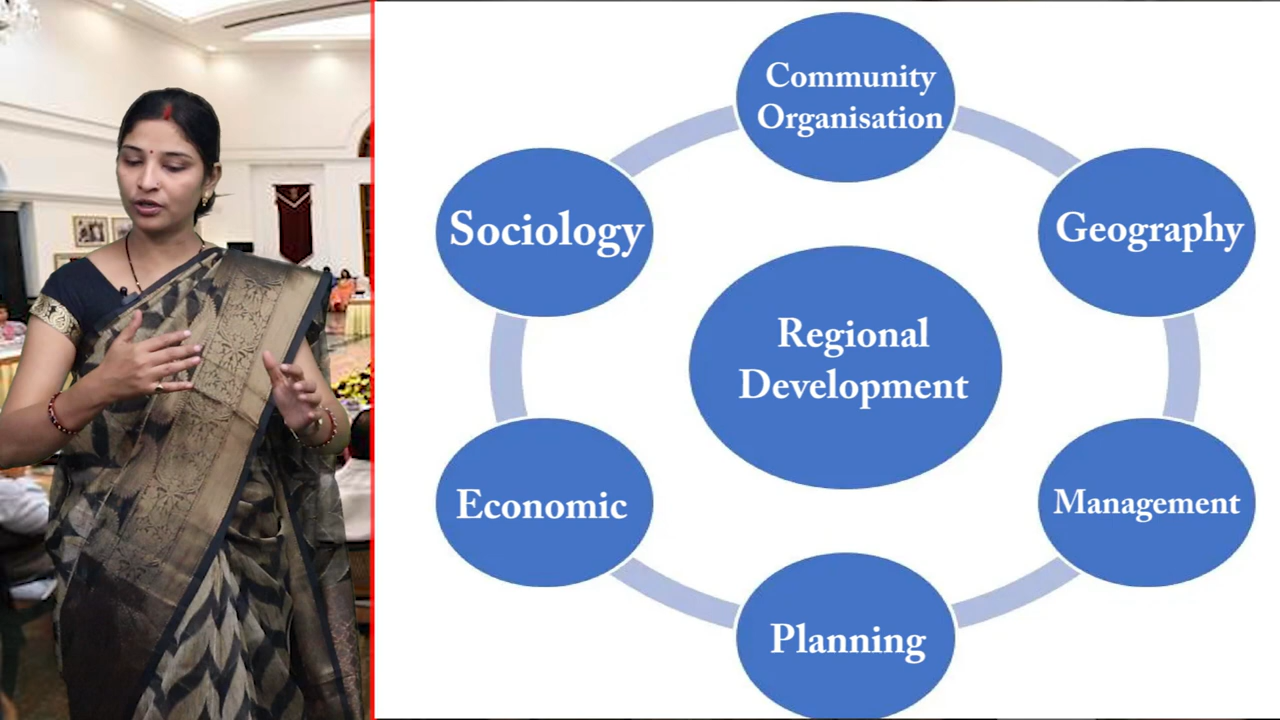 Community
Organisation
Sociology
Geography
Regional
Development
Economic
Management
Planning